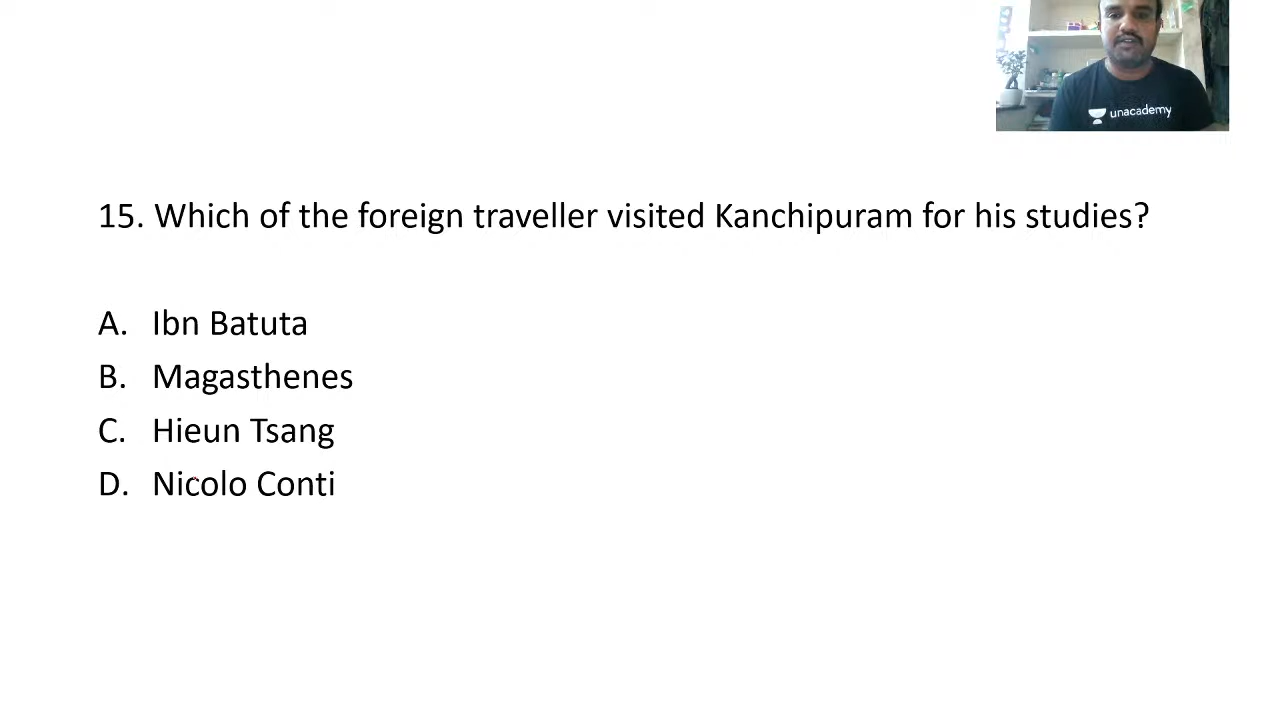 unacademy
15. Which of the foreign traveller visited Kanchipuram for his studies?
A. Ibn Batuta
B. Magasthenes
C. Hieun Tsang
D. Nicolo Conti